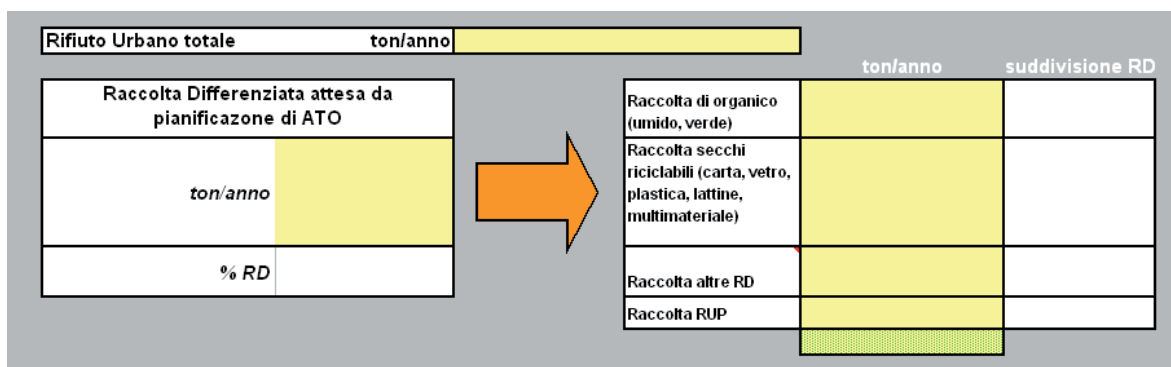 Rifiuto Urbano totale ton/anno
ton/anno suddivisione RD
Raccolta Differenziata attesa da
pianificazone di ATO
ton/anno
% RD
Raccolta di organico
(umido, verde)
Raccolta secchi
riciclabili (carta, vetro,
plastica, lattine,
multimateriale)
Raccolta altre RD
Raccolta RUP